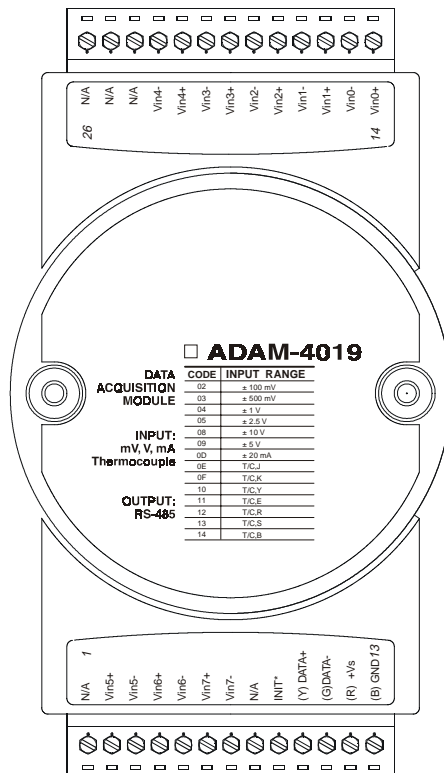 N/A
N/A
N/A
Vin4-
Vin4+
Vin3-
Vin3+
Vin2-
Vin2+
Vin1-
Vin1+
Vin0-
Vin0+
26
14
ADAM-4019
DATA
ACQUISITION
MODULE
INPUT:
mV, V, mA
Thermocouple
OUTPUT:
RS-485
CODE INPUT RANGE
02 ± 100 mV
03 ± 500 mV
04 ± 1 V
05 ± 2.5 V
08 ± 10 V
09 ± 5 V
0D ± 20 mA
0E T/C,J
0F T/C,K
10 T/C,Y
11 T/C,E
12 T/C,R
13 T/C,S
14 T/C,B
1
13
N/A
Vin5+
Vin5-
Vin6+
Vin6-
Vin7+
Vin7-
N/A
INIT*
(Y) DATA+
(G)DATA-
(R) +Vs
(B) GND